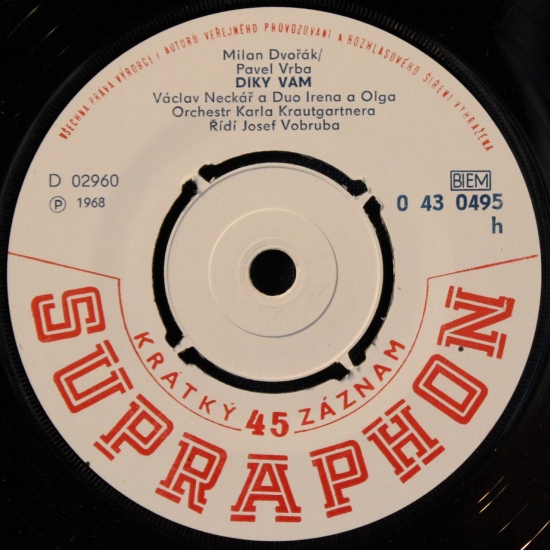 VŠECHNA PRÁVA VÝROBCE I AUTORŮ VEŘEJNÉHO PROVOZOVÁNÍ A ROZHLASOVÉHO ŠÍŘENÍ VYHRAŽENA
Milan Dvořák/
Pavel Vrba
DIKY VAM
Václav Neckář a Duo Irena a Olga
Orchestr Karla Krautgartnera
Řídí Josef Vobruba
D 02960
Ⓟ 1968
BIEM
0 43 0495
h
KRÁTKÝ 45 ZÁZNAM
SUPRAPHON